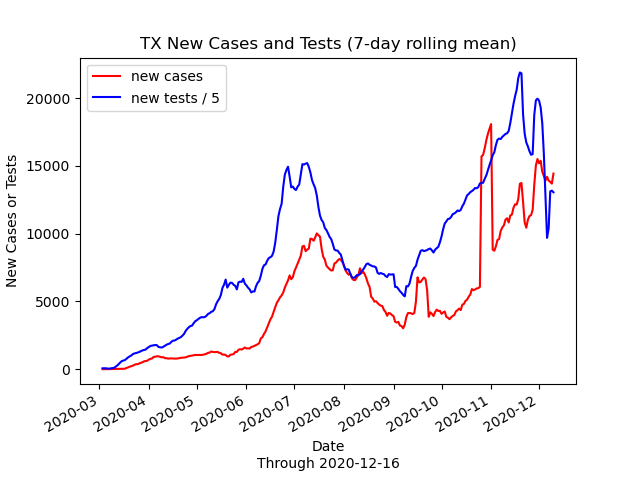 TX New Cases and Tests (7-day rolling mean)
new cases
new tests / 5
20000
15000
10000
5000
0
New Cases or Tests
2020-03
2020-04
2020-05
2020-06
2020-07
2020-08
2020-09
2020-10
2020-11
2020-12
Date
Through 2020-12-16